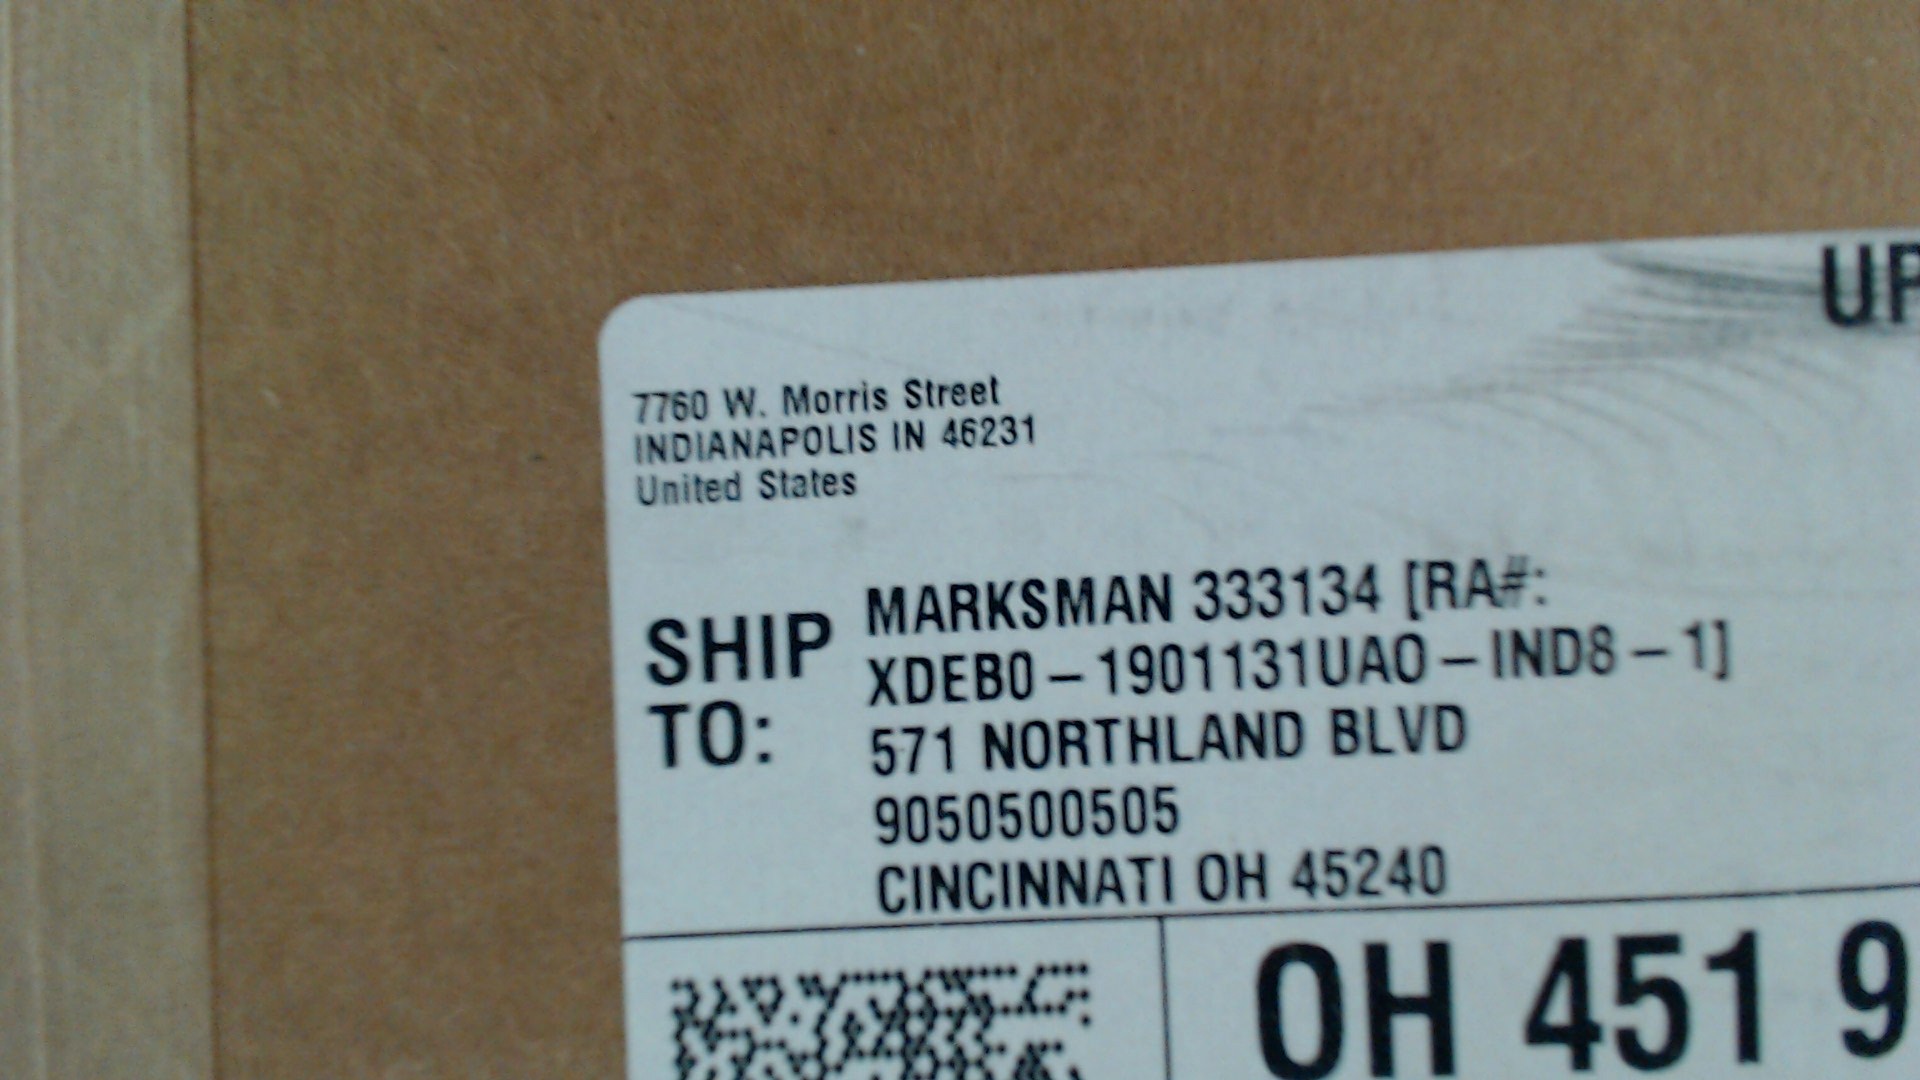 UP
7760 W. Morris Street
INDIANAPOLIS IN 46231
United States
SHIP TO:
MARKSMAN 333134 [RA#:
XDEB0-1901131UA0-IND8-1]
571 NORTHLAND BLVD
9050500505
CINCINNATI OH 45240
OH 451 9